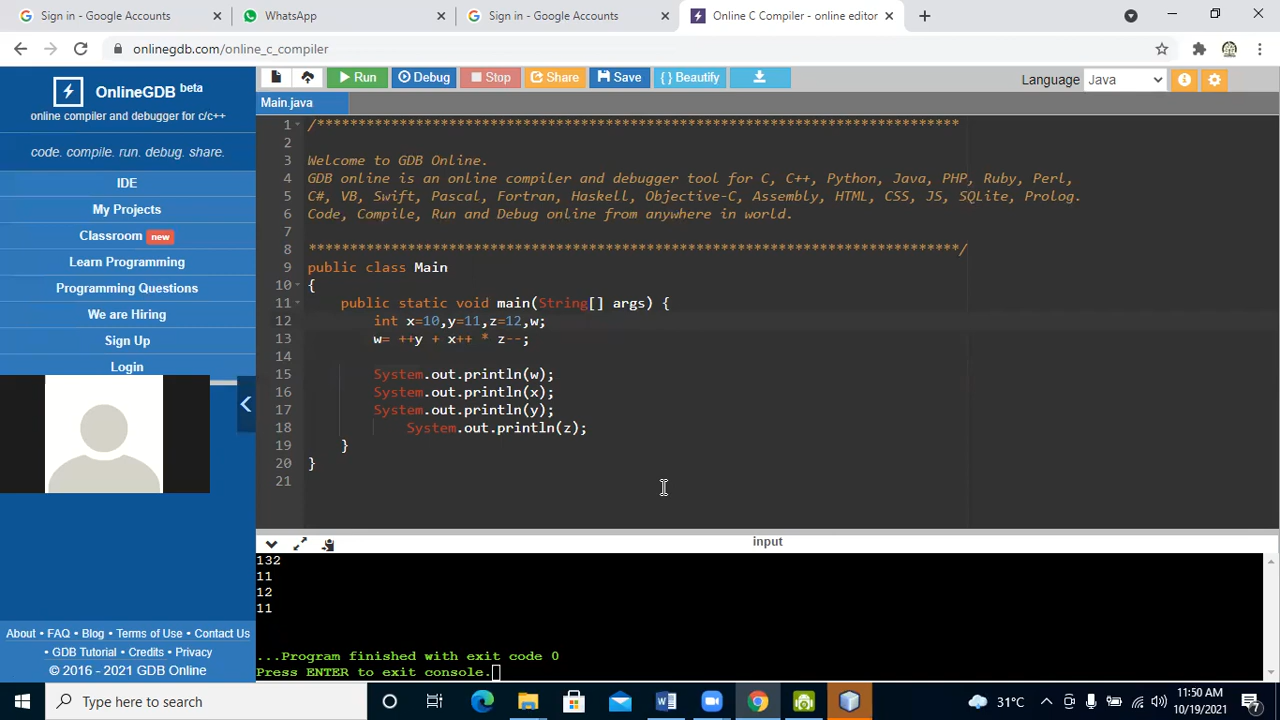 Sign in - Google Accounts
WhatsApp
Sign in - Google Accounts
Online C Compiler - online editor
onlinegdb.com/online_c_compiler
OnlineGDB beta
online compiler and debugger for c/c++
code. compile. run. debug. share.
IDE
My Projects
Classroom new
Learn Programming
Programming Questions
We are Hiring
Sign Up
Login
About • FAQ • Blog • Terms of Use • Contact Us
• GDB Tutorial • Credits • Privacy
© 2016 - 2021 GDB Online
Run Debug Stop Share Save { } Beautify
Language Java
Main.java
1 /******************************************************************************
2
3 Welcome to GDB Online.
4 GDB online is an online compiler and debugger tool for C, C++, Python, Java, PHP, Ruby, Perl,
5 C#, VB, Swift, Pascal, Fortran, Haskell, Objective-C, Assembly, HTML, CSS, JS, SQLite, Prolog.
6 Code, Compile, Run and Debug online from anywhere in world.
7
8 *******************************************************************************/
9 public class Main
10 {
11 public static void main(String[] args) {
12 int x=10,y=11,z=12,w;
13 w= ++y + x++ * z--;
14
15 System.out.println(w);
16 System.out.println(x);
17 System.out.println(y);
18 System.out.println(z);
19 }
20 }
21
input
132
11
12
11
...Program finished with exit code 0
Press ENTER to exit console.
Type here to search
31°C
11:50 AM
10/19/2021
7